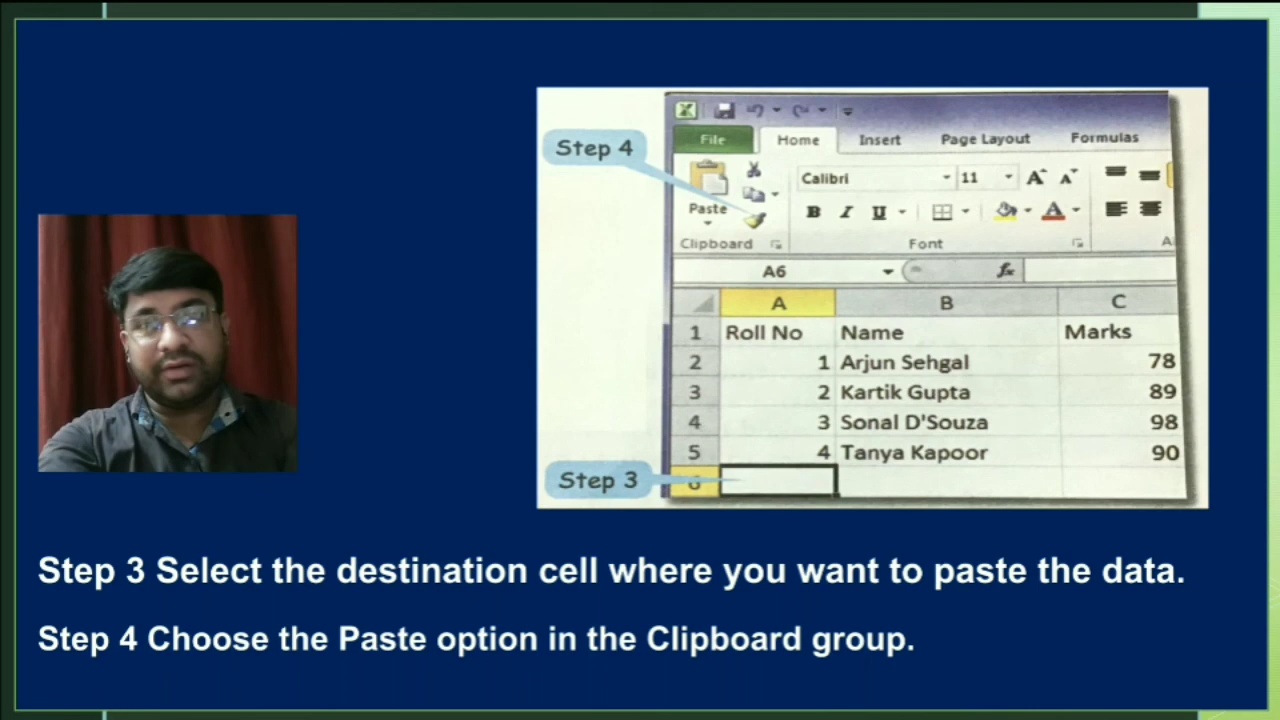 Step 4
File Home Insert Page Layout Formulas
Calibri 11 A A
Paste B I U A
Clipboard Font A
A6 fx
A B C
1 Roll No Name Marks
2 1 Arjun Sehgal 78
3 2 Kartik Gupta 89
4 3 Sonal D'Souza 98
5 4 Tanya Kapoor 90
Step 3 6
Step 3 Select the destination cell where you want to paste the data.
Step 4 Choose the Paste option in the Clipboard group.